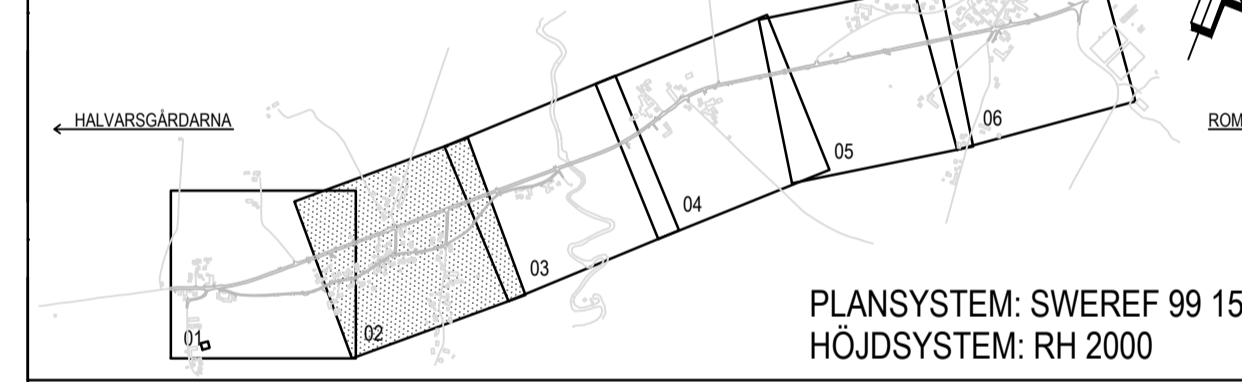 HALVARSGÅRDARNA
01
02
03
04
05
06
ROM
PLANSYSTEM: SWEREF 99 15
HÖJDSYSTEM: RH 2000